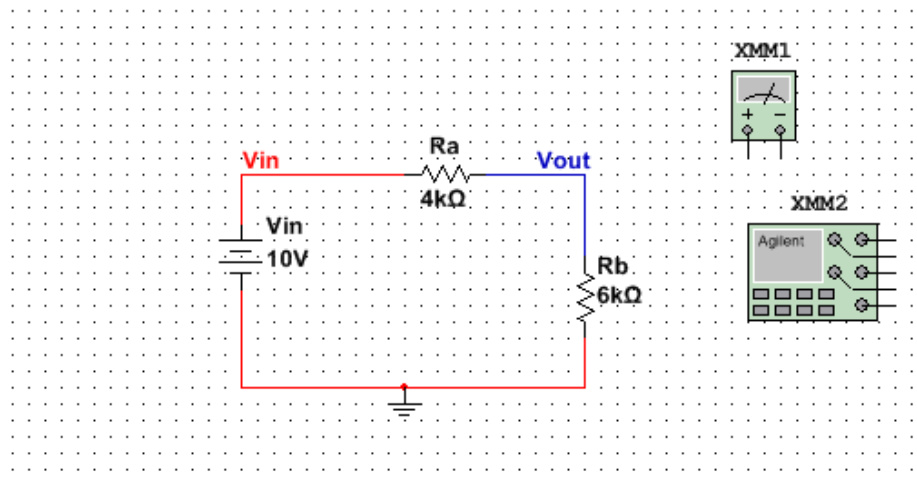 XMM1
Ra
Vin
Vout
4kΩ
XMM2
Vin
10V
Agilent
Rb
6kΩ
+ −